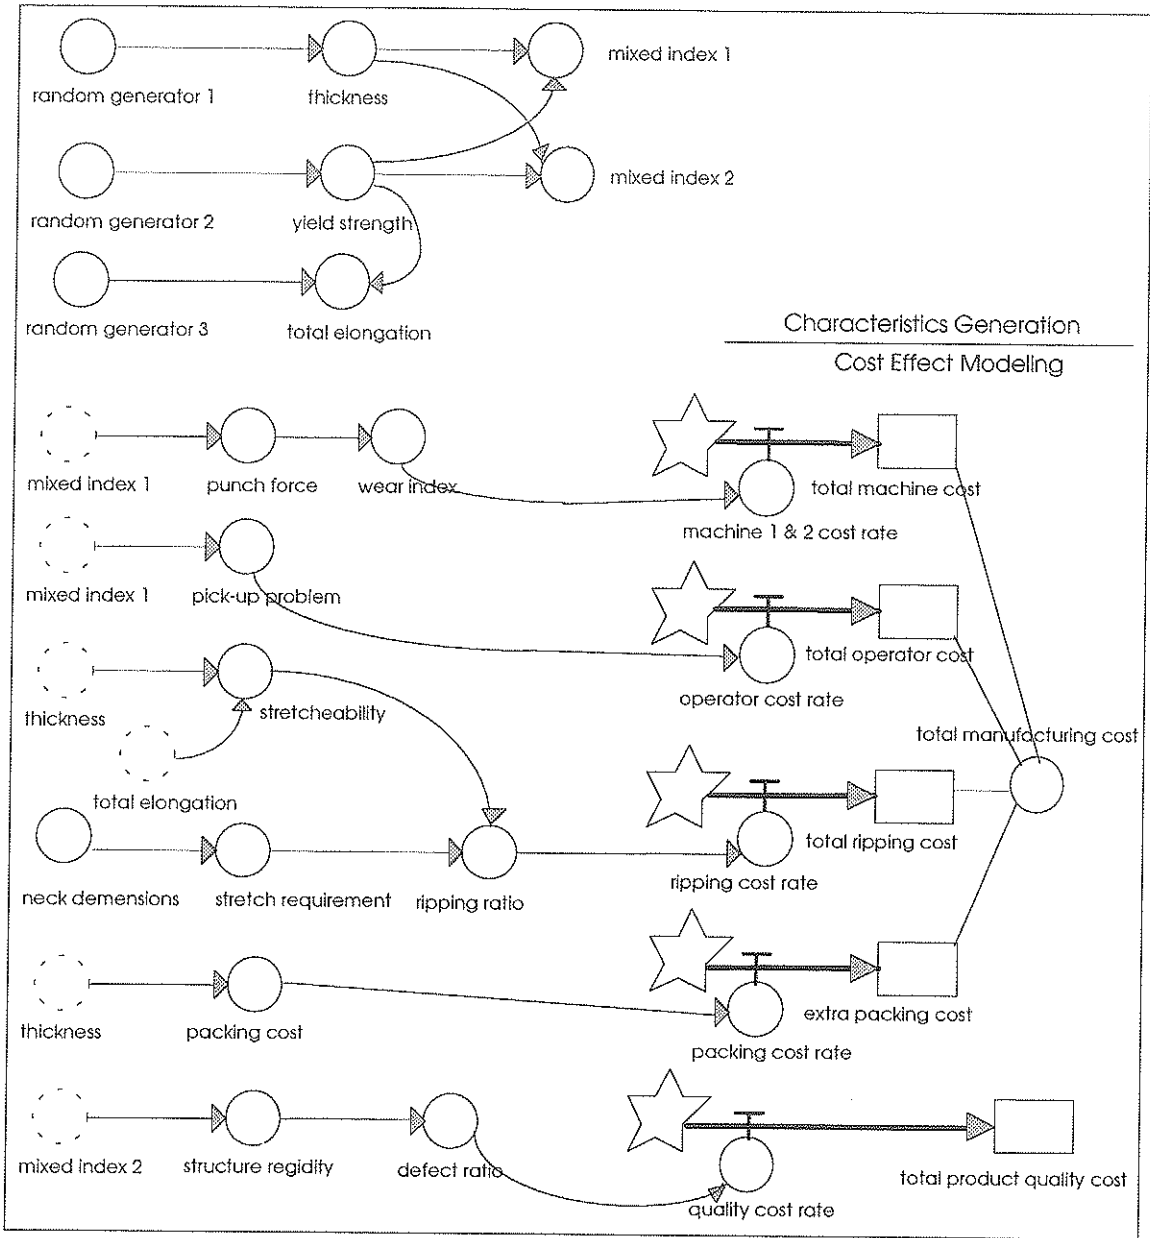 mixed index 1
random generator 1
thickness
mixed index 2
random generator 2
yield strength
random generator 3
total elongation
Characteristics Generation
Cost Effect Modeling
mixed index 1
punch force
wear index
total machine cost
machine 1 & 2 cost rate
mixed index 1
pick-up problem
total operator cost
operator cost rate
thickness
stretcheability
total manufacturing cost
total elongation
total ripping cost
ripping cost rate
neck demensions
stretch requirement
ripping ratio
thickness
packing cost
extra packing cost
packing cost rate
mixed index 2
structure regidify
defect ratio
total product quality cost
quality cost rate